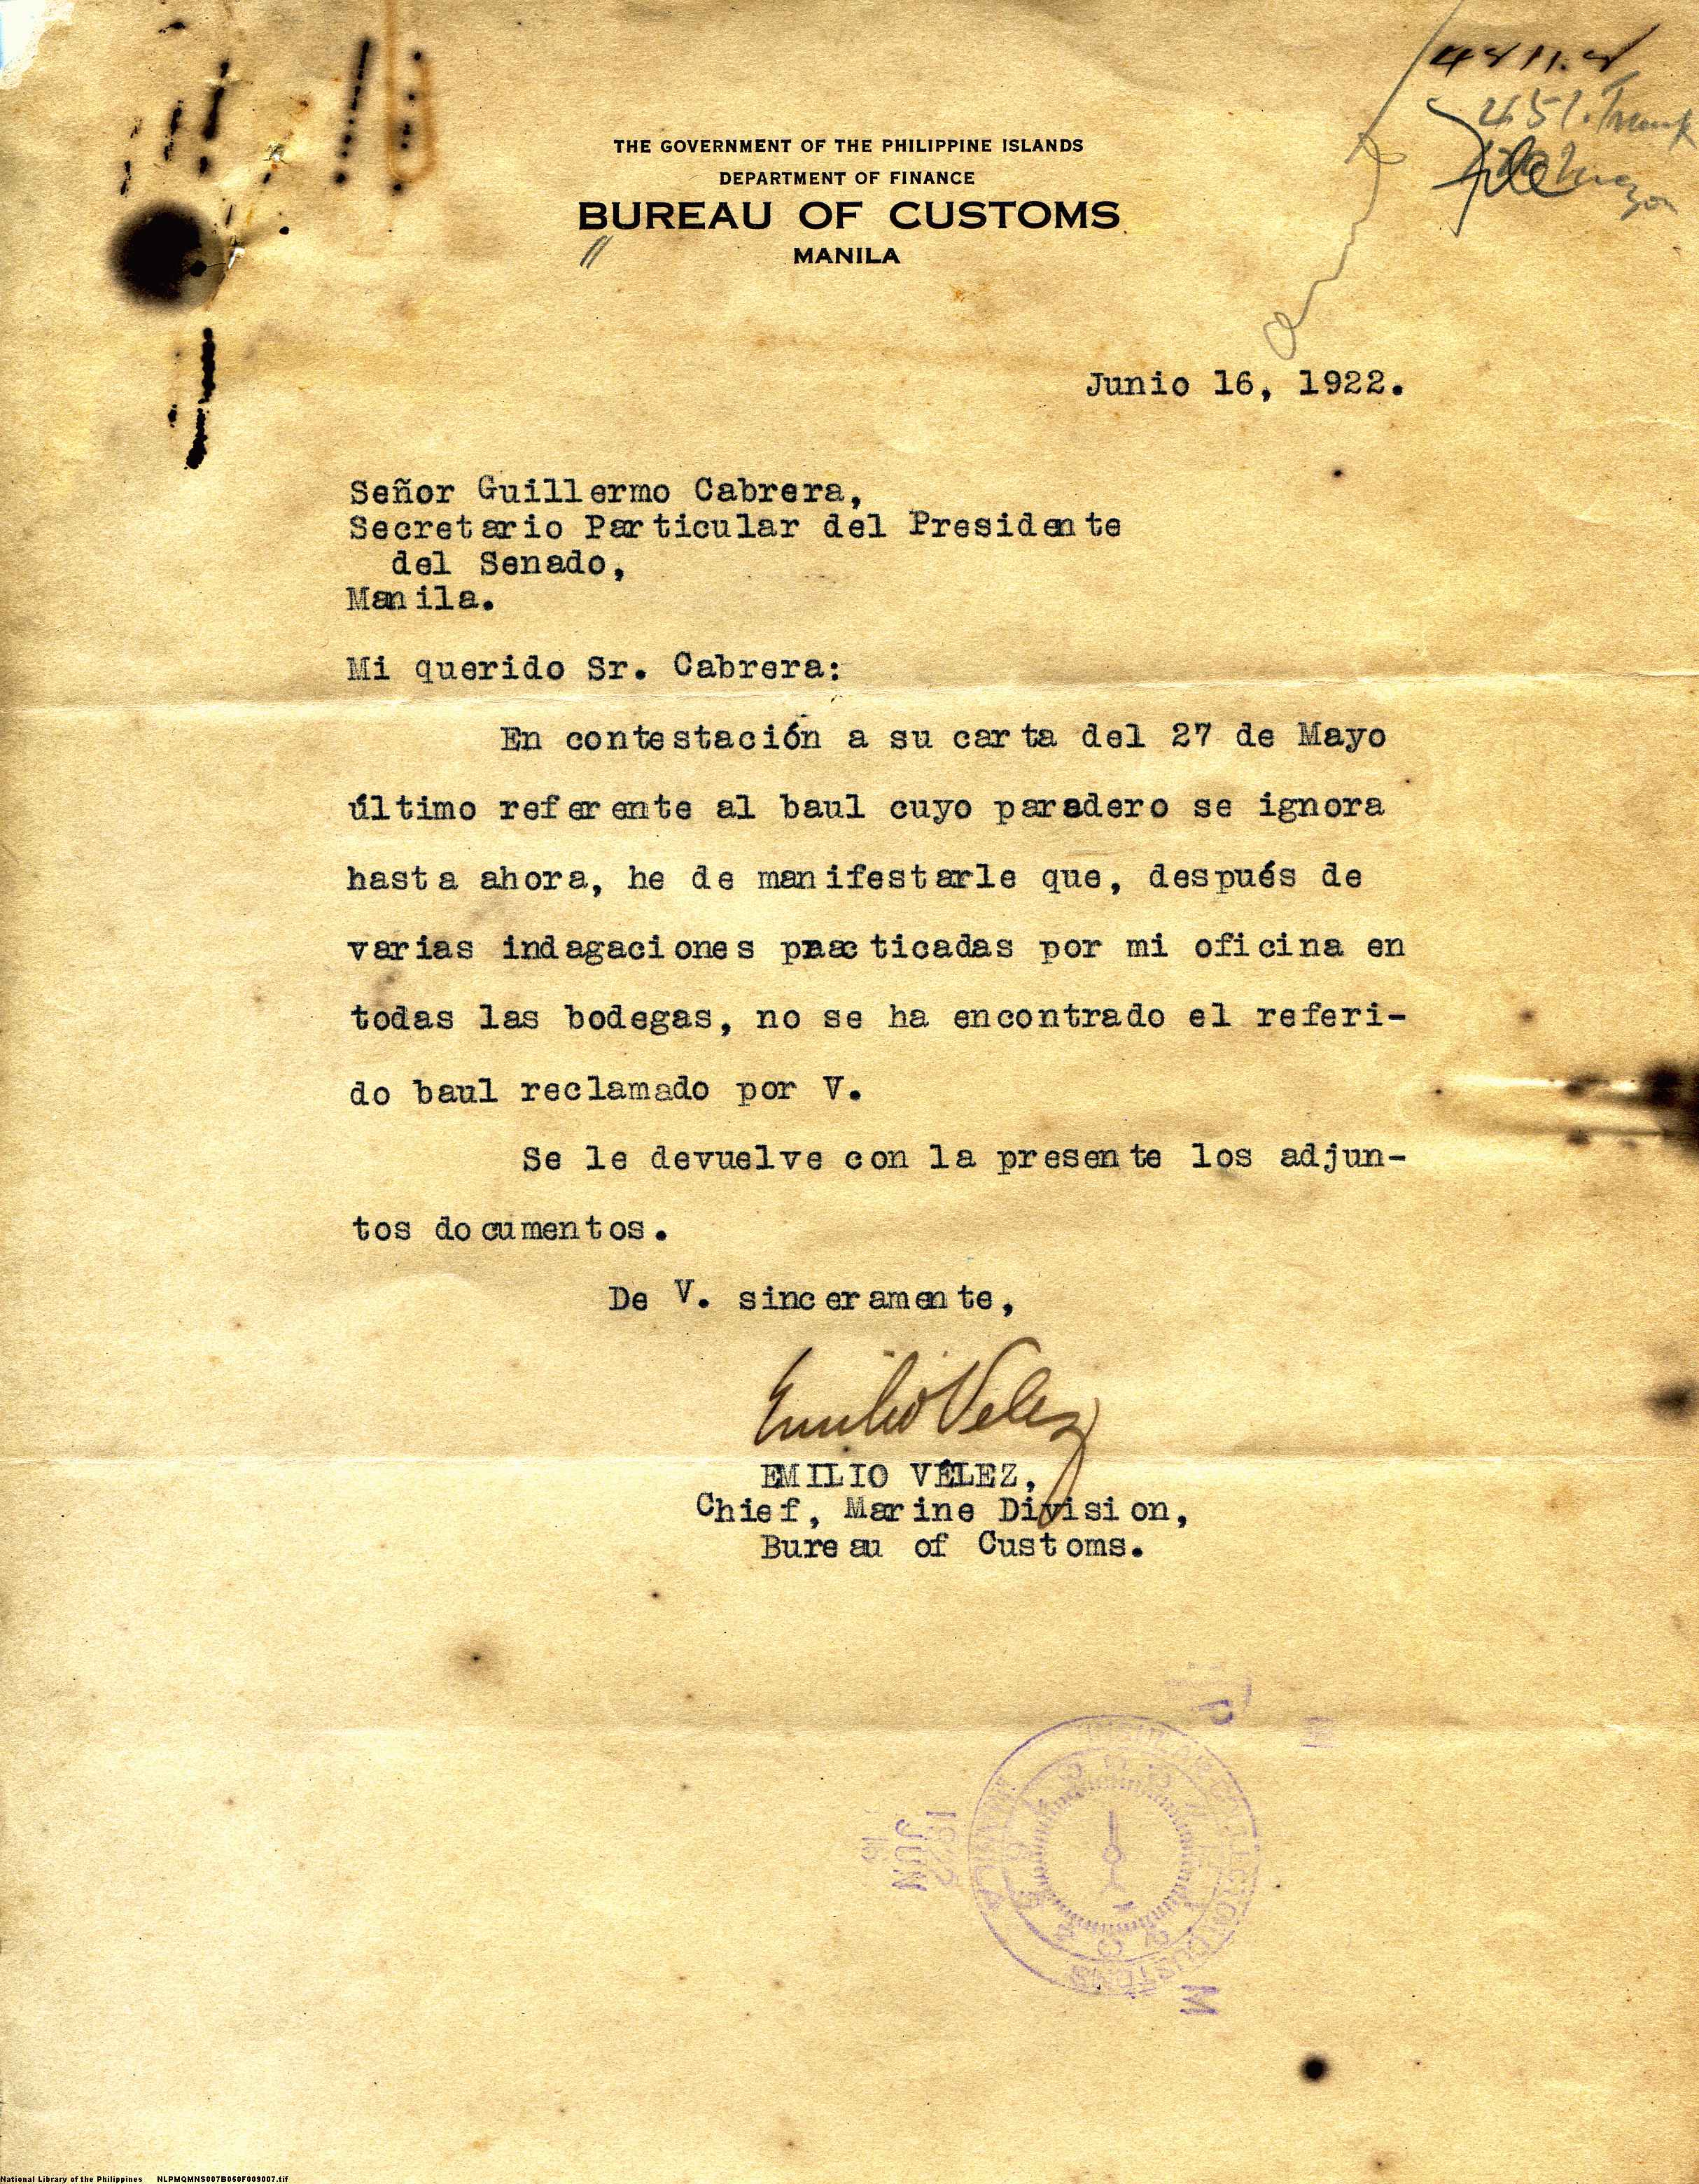 File
THE GOVERNMENT OF THE PHILIPPINE ISLANDS
DEPARTMENT OF FINANCE
BUREAU OF CUSTOMS
MANILA
Junio 16, 1922.
Señor Guillermo Cabrera,
Secretario Particular del Presidente
del Senado,
Manila.
Mi querido Sr. Cabrera:
En contestación a su carta del 27 de Mayo
último referente al baul cuyo paradero se ignora
hasta ahora, he de manifestarle que, después de
varias indagaciones practicadas por mi oficina en
todas las bodegas, no se ha encontrado el referi-
do baul reclamado por V.
Se le devuelve con la presente los adjun-
tos documentos.
De V. sinceramente,
Emilio Velez
EMILIO VÉLEZ,
Chief, Marine Division,
Bureau of Customs.
JUN
M
National Library of the Philippines NLPMQMNS007B060F009007.tif